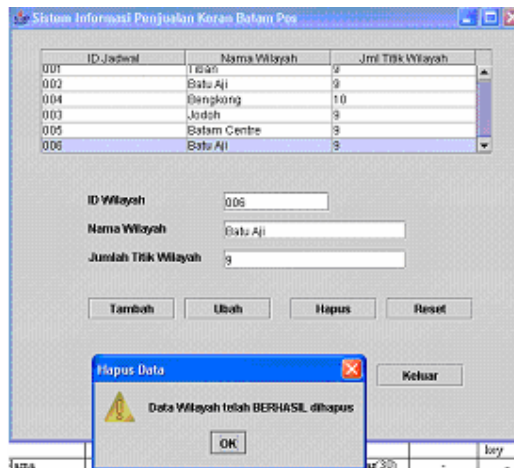 Sistem Informasi Penjualan Koran Batam Pos
ID Jadwal Nama Wilayah Jml Titik Wilayah
001 Tiban 9
002 Batu Aji 9
004 Bengkong 10
003 Jodoh 9
005 Batam Centre 9
006 Batu Aji 9
ID Wilayah 006
Nama Wilayah Batu Aji
Jumlah Titik Wilayah 9
Tambah Ubah Hapus Reset
Keluar
Hapus Data
Data Wilayah telah BERHASIL dihapus
OK
key